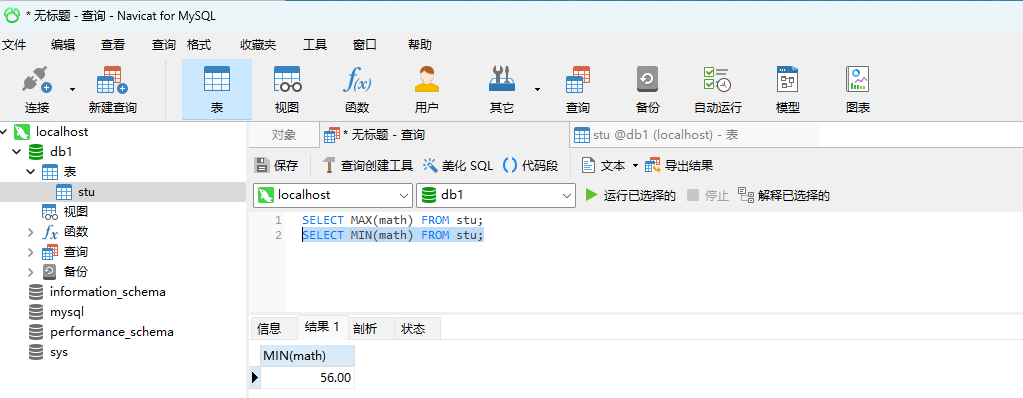 * 无标题 - 查询 - Navicat for MySQL
文件 编辑 查看 查询 格式 收藏夹 工具 窗口 帮助
连接 新建查询 表 视图 函数 用户 其它 查询 备份 自动运行 模型 图表
localhost
db1
表
stu
视图
函数
查询
备份
information_schema
mysql
performance_schema
sys
对象 * 无标题 - 查询 stu @db1 (localhost) - 表
保存 查询创建工具 美化 SQL 代码段 文本 导出结果
localhost db1 运行已选择的 停止 解释已选择的
1 SELECT MAX(math) FROM stu;
2 SELECT MIN(math) FROM stu;
信息 结果 1 剖析 状态
MIN(math)
56.00